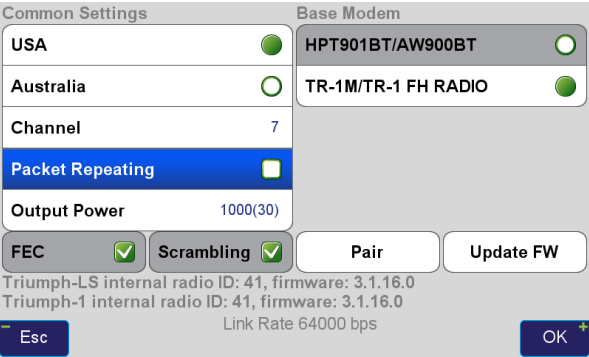 Common Settings
Base Modem
USA
HPT901BT/AW900BT
Australia
TR-1M/TR-1 FH RADIO
Channel 7
Packet Repeating
Output Power 1000(30)
FEC
Scrambling
Pair
Update FW
Triumph-LS internal radio ID: 41, firmware: 3.1.16.0
Triumph-1 internal radio ID: 41, firmware: 3.1.16.0
Link Rate 64000 bps
- Esc
OK +